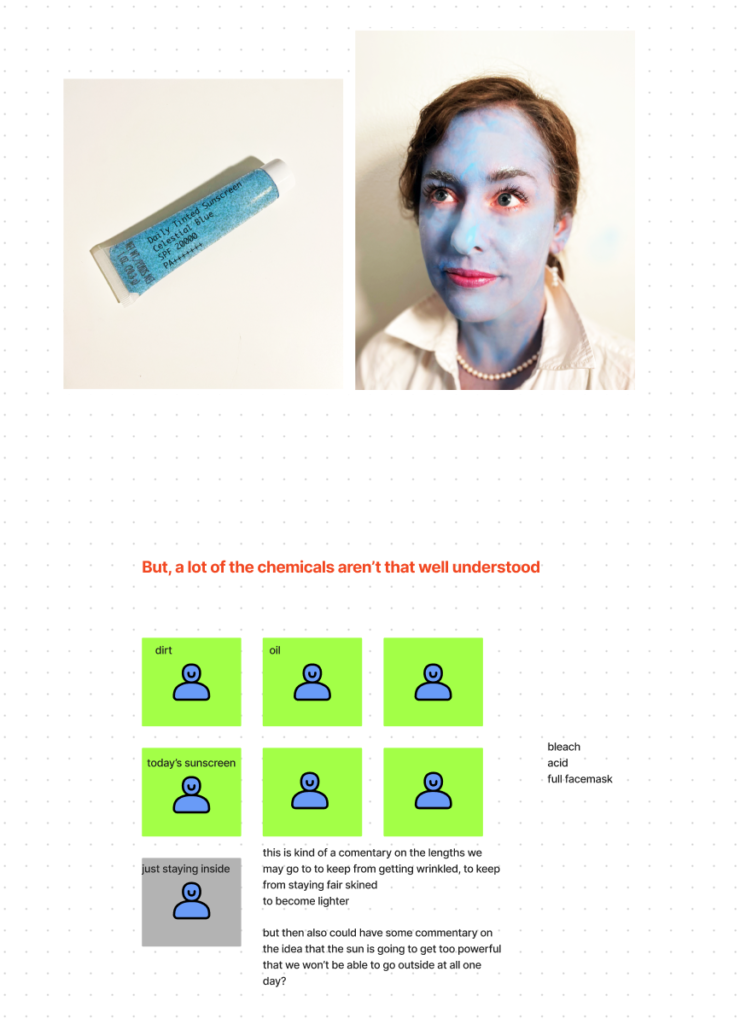 Daily Tinted Sunscreen
Celestial Blue
SPF 20000
PA+++++++
But, a lot of the chemicals aren't that well understood
dirt
oil
today's sunscreen
bleach
acid
full facemask
just staying inside
this is kind of a comentary on the lengths we
may go to to keep from getting wrinkled, to keep
from staying fair skined
to become lighter
but then also could have some commentary on
the idea that the sun is going to get too powerful
that we won't be able to go outside at all one
day?